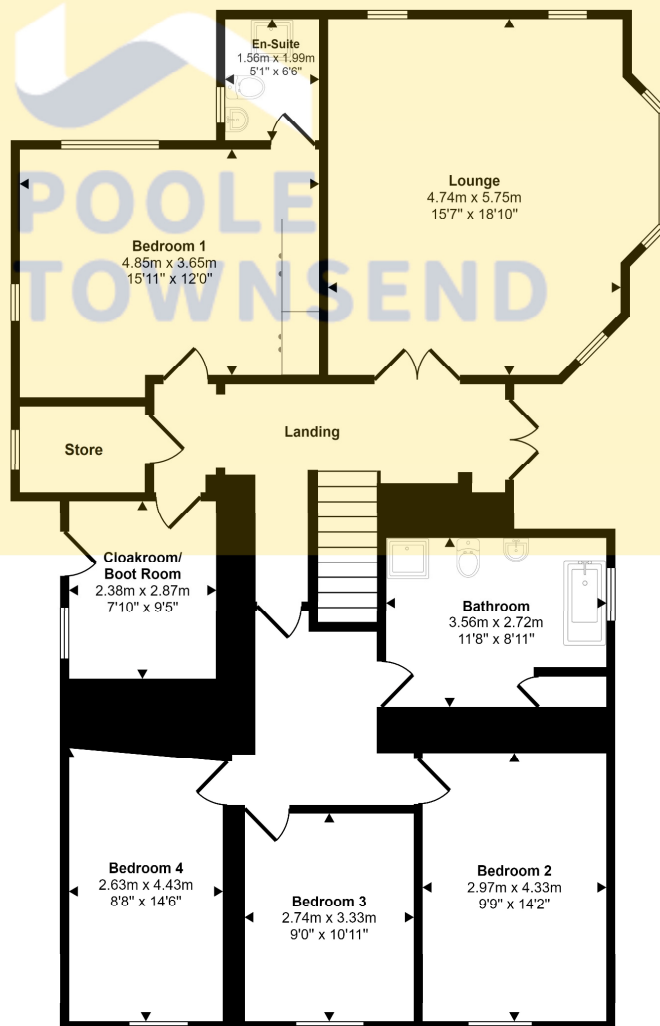 En-Suite
1.56m x 1.99m
5'1" x 6'6"
Lounge
4.74m x 5.75m
15'7" x 18'10"
POOLE
TOWNSEND
Bedroom 1
4.85m x 3.65m
15'11" x 12'0"
Landing
Store
Cloakroom/
Boot Room
2.38m x 2.87m
7'10" x 9'5"
Bathroom
3.56m x 2.72m
11'8" x 8'11"
Bedroom 4
2.63m x 4.43m
8'8" x 14'6"
Bedroom 3
2.74m x 3.33m
9'0" x 10'11"
Bedroom 2
2.97m x 4.33m
9'9" x 14'2"